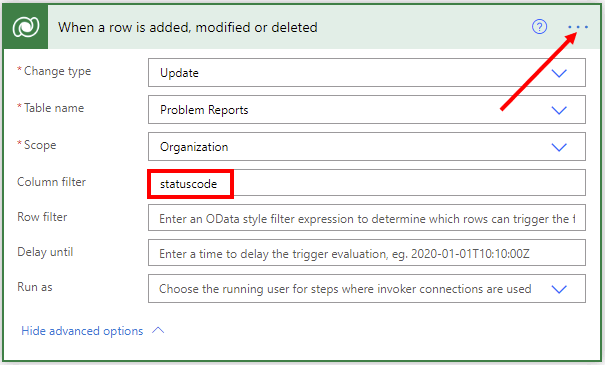 When a row is added, modified or deleted
* Change type
Update
* Table name
Problem Reports
* Scope
Organization
Column filter
statuscode
Row filter
Enter an OData style filter expression to determine which rows can trigger the
Delay until
Enter a time to delay the trigger evaluation, eg. 2020-01-01T10:10:00Z
Run as
Choose the running user for steps where invoker connections are used
Hide advanced options